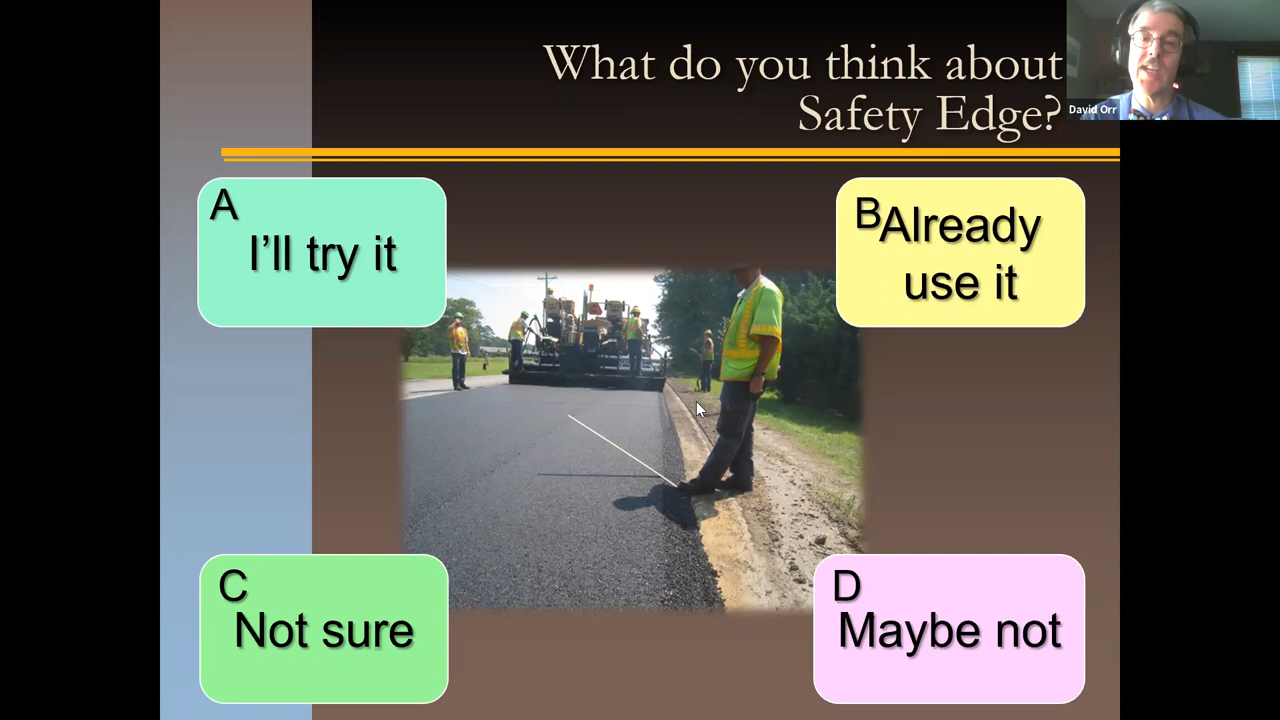 What do you think about
Safety Edge?
David Orr
A
I'll try it
B
Already
use it
C
Not sure
D
Maybe not